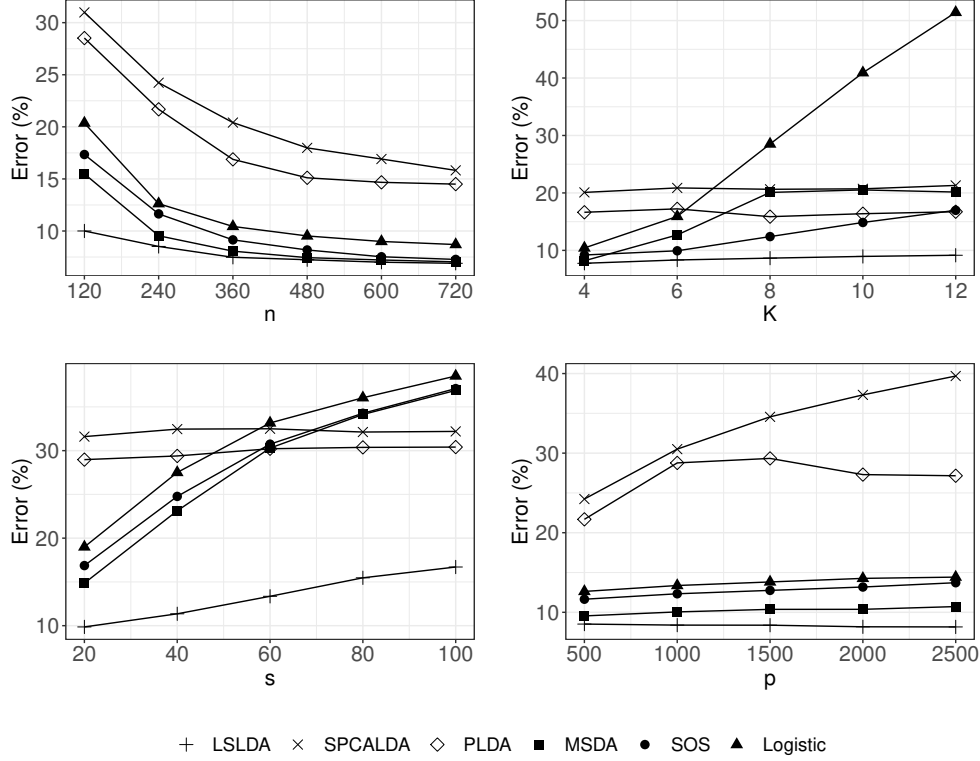 30
25
20
15
10
Error (%)
120 240 360 480 600 720
n
50
40
30
20
10
Error (%)
4 6 8 10 12
K
30
20
10
Error (%)
20 40 60 80 100
s
40
30
20
10
Error (%)
500 1000 1500 2000 2500
p
LSLDA SPCALDA PLDA MSDA SOS Logistic